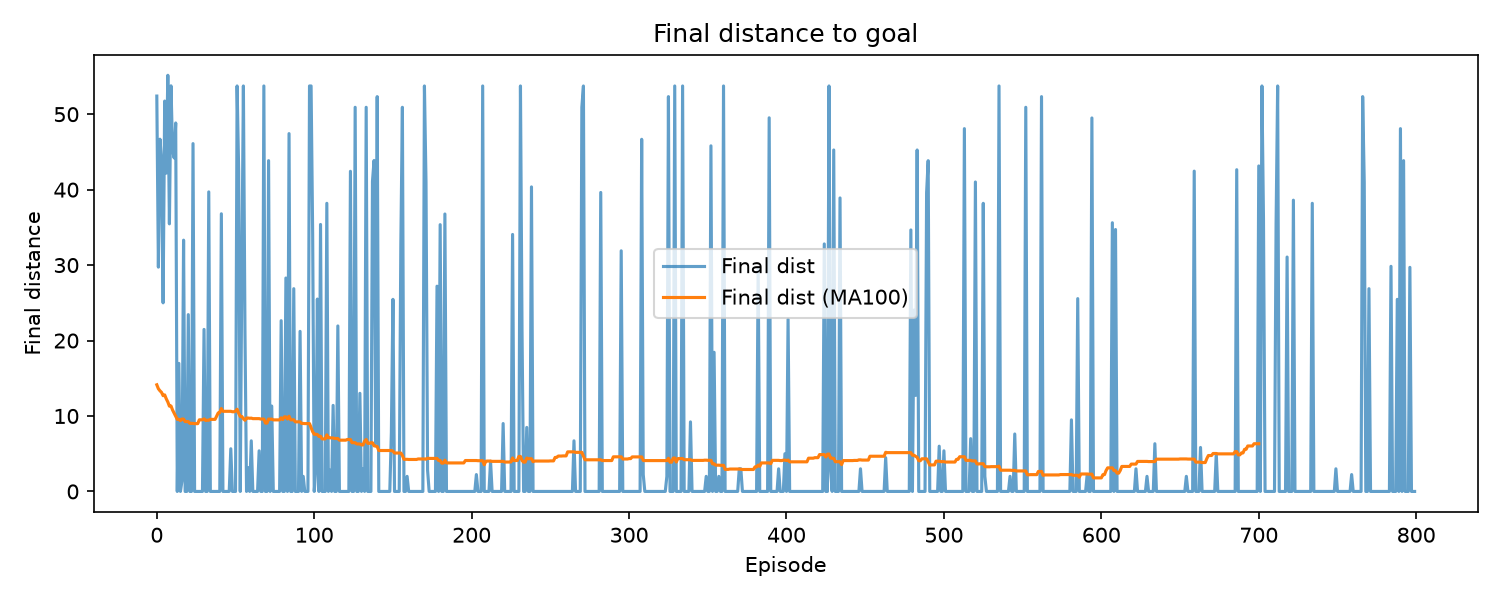 Final distance to goal
Final distance
50
40
30
20
10
0
Final dist
Final dist (MA100)
0 100 200 300 400 500 600 700 800
Episode